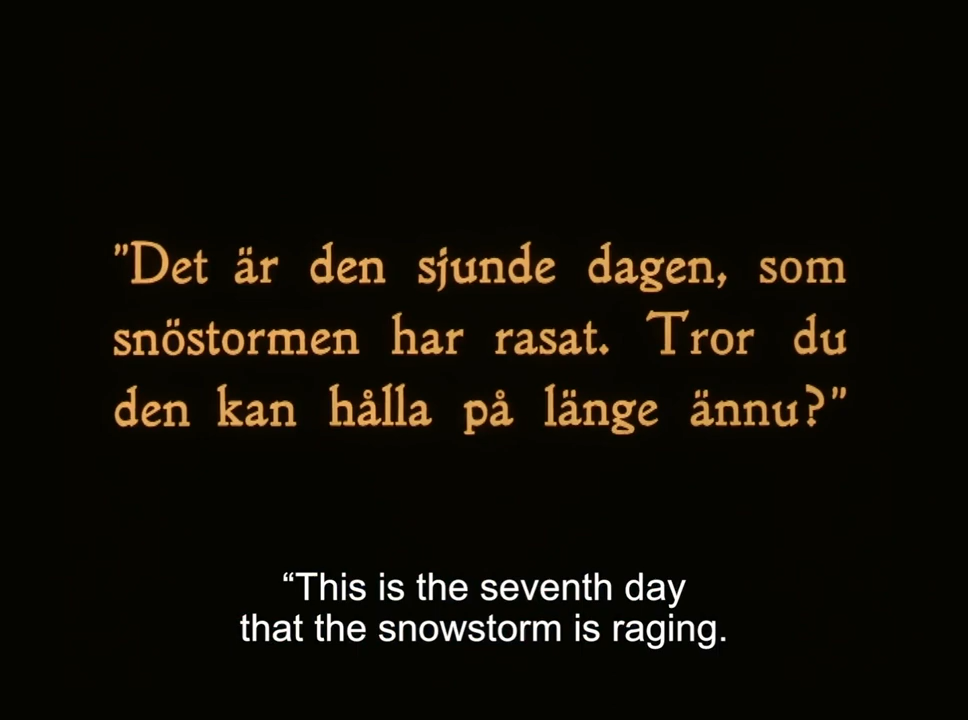 "Det är den sjunde dagen, som
snöstormen har rasat. Tror du
den kan hålla på länge ännu?"
“This is the seventh day
that the snowstorm is raging.